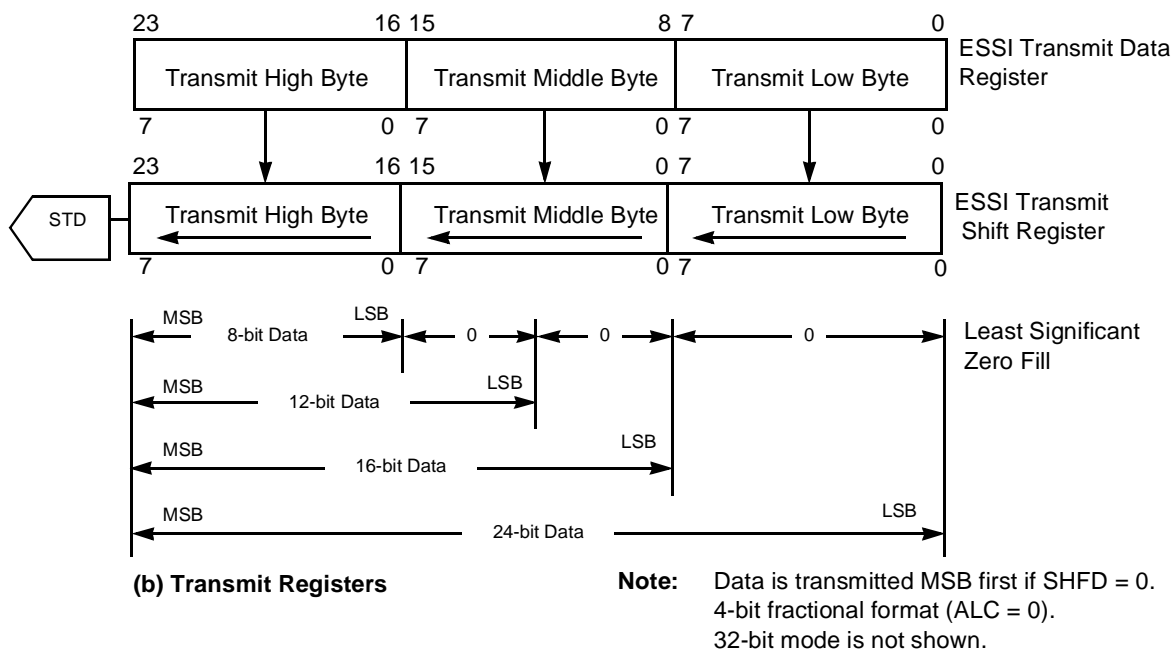 23 16 15 8 7 0
Transmit High Byte Transmit Middle Byte Transmit Low Byte
ESSI Transmit Data
Register
7 0 7 0 7 0
23 16 15 0 7 0
STD
Transmit High Byte Transmit Middle Byte Transmit Low Byte
ESSI Transmit
Shift Register
7 0 7 0 7 0
MSB 8-bit Data LSB 0 0 0
Least Significant
Zero Fill
MSB 12-bit Data LSB
MSB 16-bit Data LSB
MSB 24-bit Data LSB
(b) Transmit Registers
Note: Data is transmitted MSB first if SHFD = 0.
4-bit fractional format (ALC = 0).
32-bit mode is not shown.